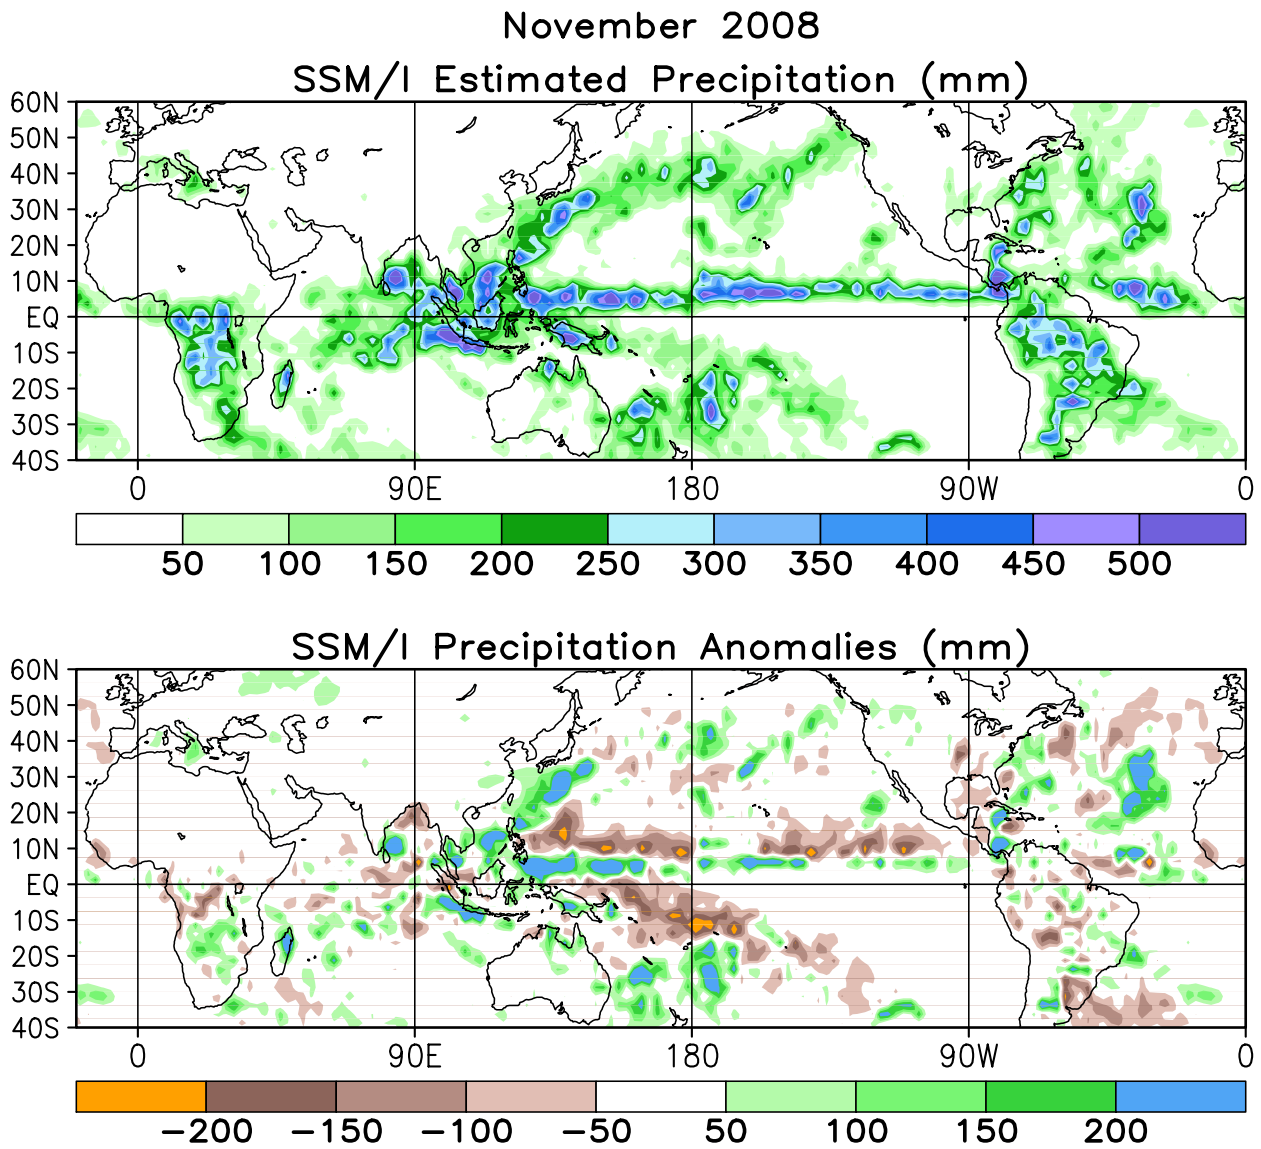 November 2008
SSM/I Estimated Precipitation (mm)
60N
50N
40N
30N
20N
10N
EQ
10S
20S
30S
40S
0 90E 180 90W 0
50 100 150 200 250 300 350 400 450 500
SSM/I Precipitation Anomalies (mm)
60N
50N
40N
30N
20N
10N
EQ
10S
20S
30S
40S
0 90E 180 90W 0
−200 −150 −100 −50 50 100 150 200